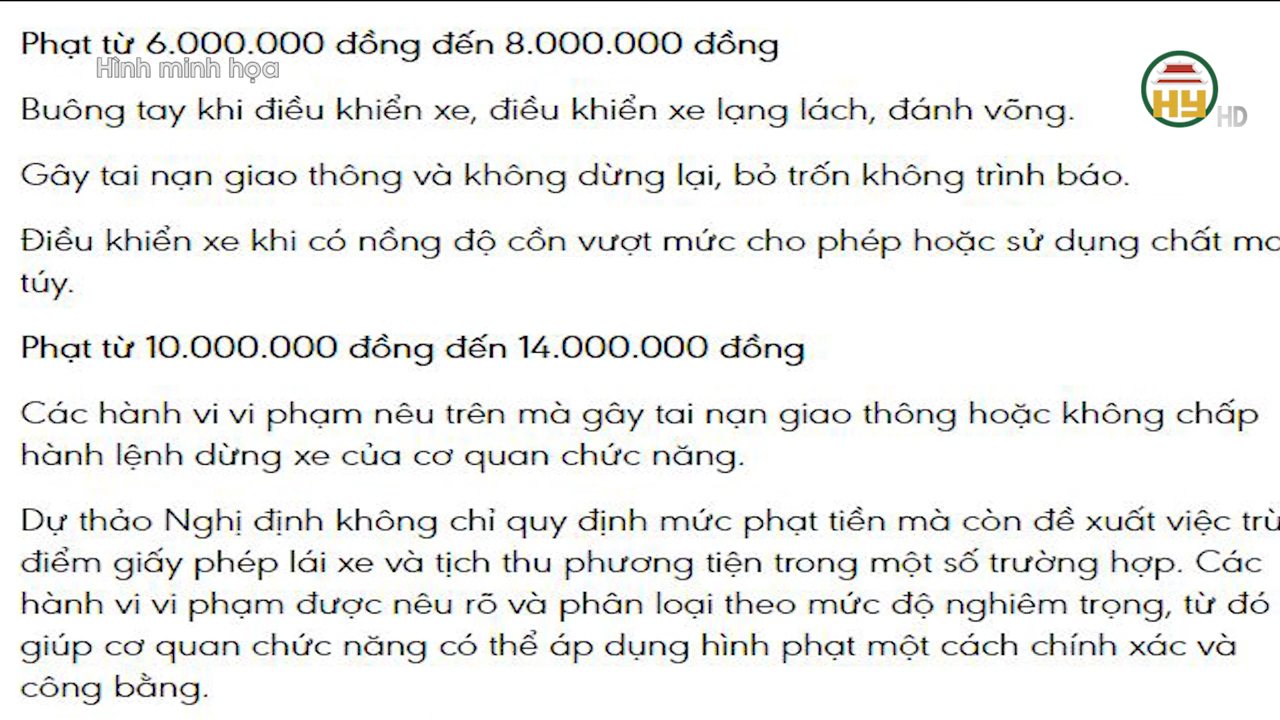 Phạt từ 6.000.000 đồng đến 8.000.000 đồng
Hình minh họa
HY HD
Buông tay khi điều khiển xe, điều khiển xe lạng lách, đánh võng.
Gây tai nạn giao thông và không dừng lại, bỏ trốn không trình báo.
Điều khiển xe khi có nồng độ cồn vượt mức cho phép hoặc sử dụng chất
túy.
Phạt từ 10.000.000 đồng đến 14.000.000 đồng
Các hành vi vi phạm nêu trên mà gây tai nạn giao thông hoặc không chấp
hành lệnh dừng xe của cơ quan chức năng.
Dự thảo Nghị định không chỉ quy định mức phạt tiền mà còn đề xuất việc trừ
điểm giấy phép lái xe và tịch thu phương tiện trong một số trường hợp. Các
hành vi vi phạm được nêu rõ và phân loại theo mức độ nghiêm trọng, từ đó
giúp cơ quan chức năng có thể áp dụng hình phạt một cách chính xác và
công bằng.